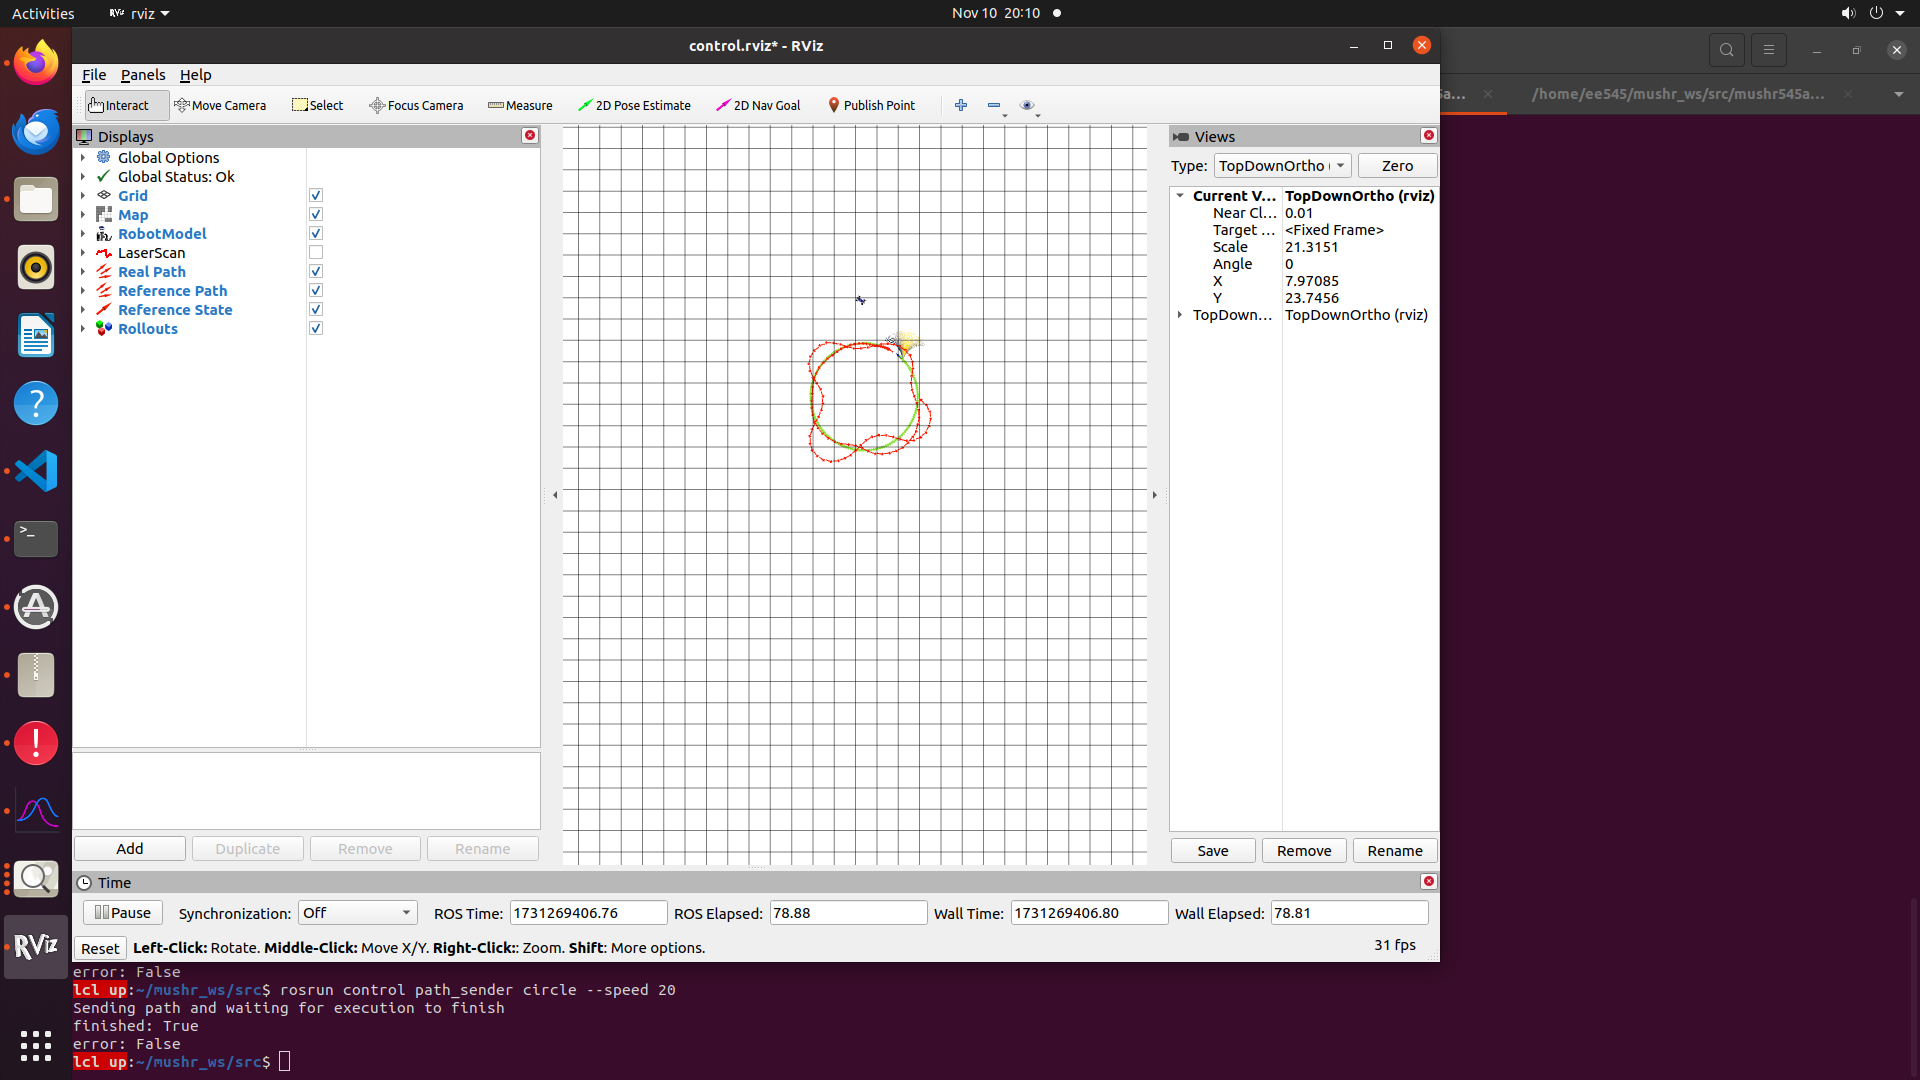 Activities RViz rviz Nov 10 20:10
control.rviz* - RViz
File Panels Help
Interact Move Camera Select Focus Camera Measure 2D Pose Estimate 2D Nav Goal Publish Point
5a... /home/ee545/mushr_ws/src/mushr545a...
Displays
Global Options
Global Status: Ok
Grid
Map
RobotModel
LaserScan
Real Path
Reference Path
Reference State
Rollouts
Add Duplicate Remove Rename
Views
Type: TopDownOrtho Zero
Current V... TopDownOrtho (rviz)
Near Cl... 0.01
Target ... <Fixed Frame>
Scale 21.3151
Angle 0
X 7.97085
Y 23.7456
TopDown... TopDownOrtho (rviz)
Save Remove Rename
Time
Pause Synchronization: Off ROS Time: 1731269406.76 ROS Elapsed: 78.88 Wall Time: 1731269406.80 Wall Elapsed: 78.81
Reset Left-Click: Rotate. Middle-Click: Move X/Y. Right-Click:: Zoom. Shift: More options. 31 fps
RViz
error: False
lcl up:~/mushr_ws/src$ rosrun control path_sender circle --speed 20
Sending path and waiting for execution to finish
finished: True
error: False
lcl up:~/mushr_ws/src$